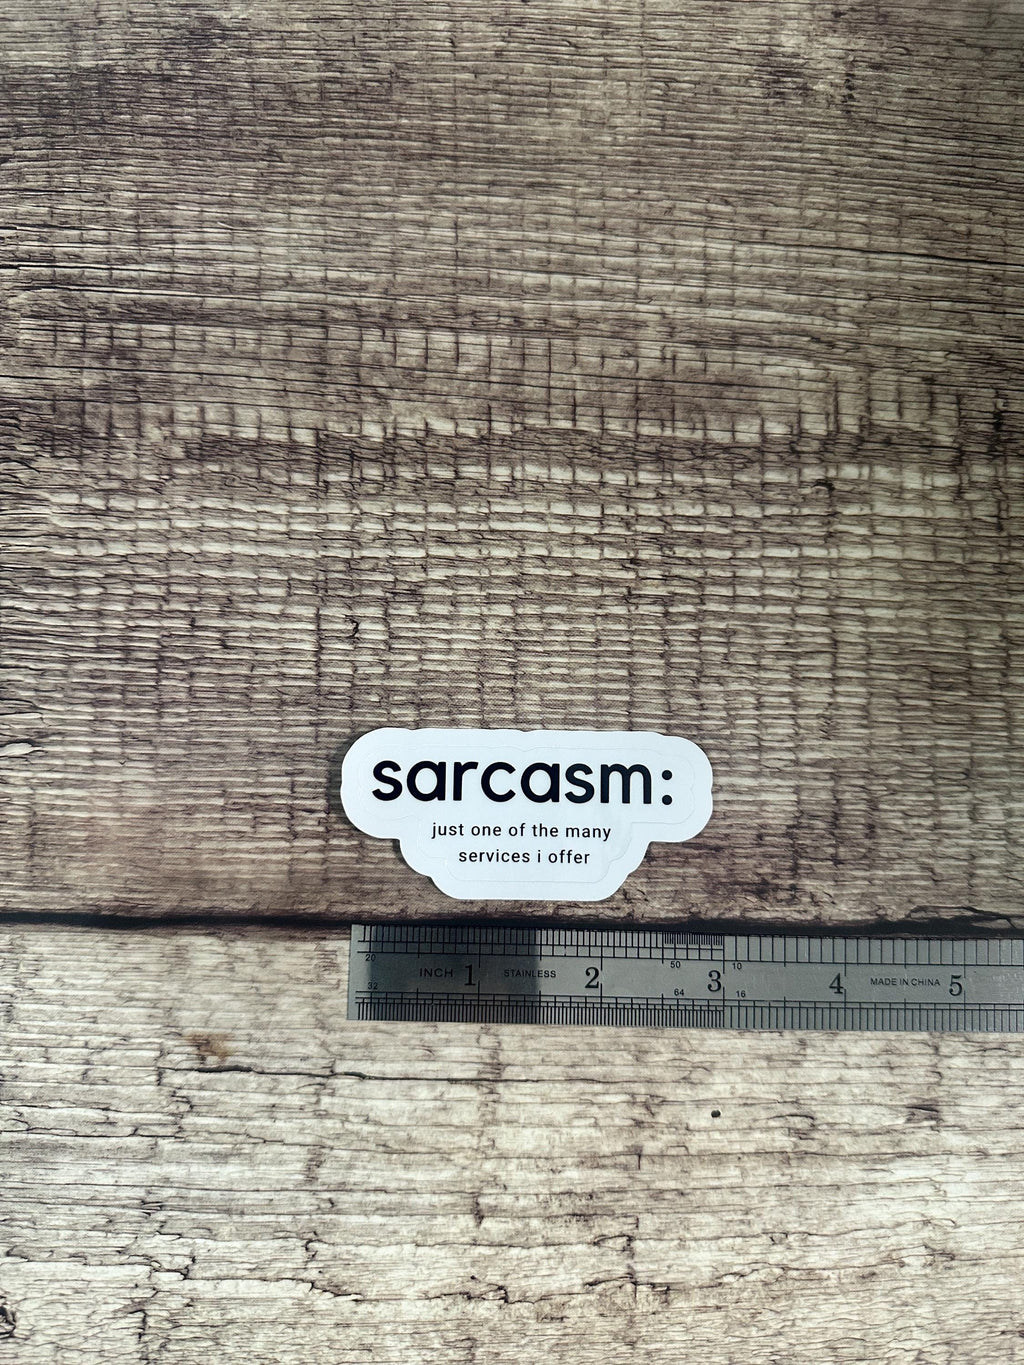 sarcasm:
just one of the many
services i offer
20 50 10
INCH 1 STAINLESS 2 3 4 MADE IN CHINA 5
32 64 16